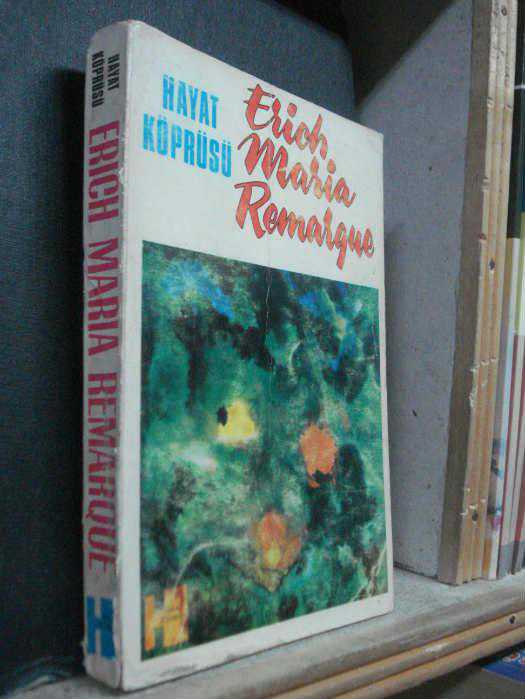 HAYAT
KÖPRÜSÜ
Erich
Maria
Remarque
HAYAT
KÖPRÜSÜ
ERICH MARIA REMARQUE
H
H